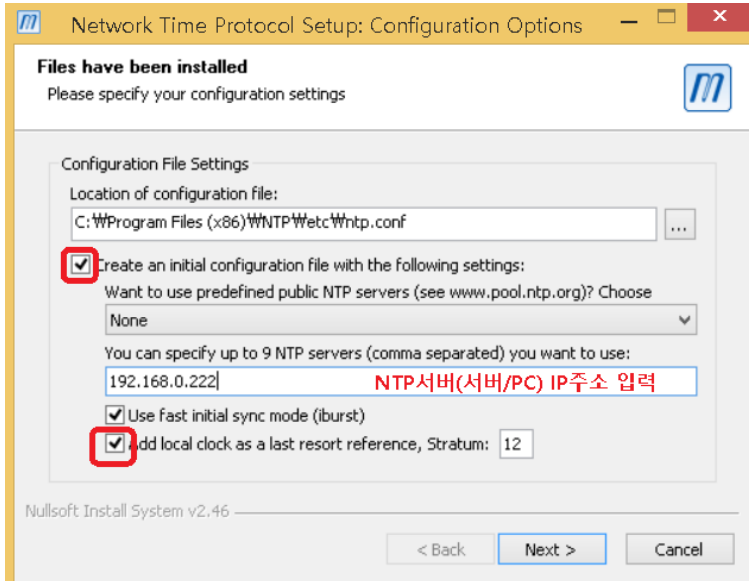 Network Time Protocol Setup: Configuration Options
Files have been installed
Please specify your configuration settings
Configuration File Settings
Location of configuration file:
C:₩Program Files (x86)₩NTP₩etc₩ntp.conf
...
Create an initial configuration file with the following settings:
Want to use predefined public NTP servers (see www.pool.ntp.org)? Choose
None
You can specify up to 9 NTP servers (comma separated) you want to use:
192.168.0.222 NTP서버(서버/PC) IP주소 입력
Use fast initial sync mode (iburst)
Add local clock as a last resort reference, Stratum: 12
Nullsoft Install System v2.46
< Back Next > Cancel